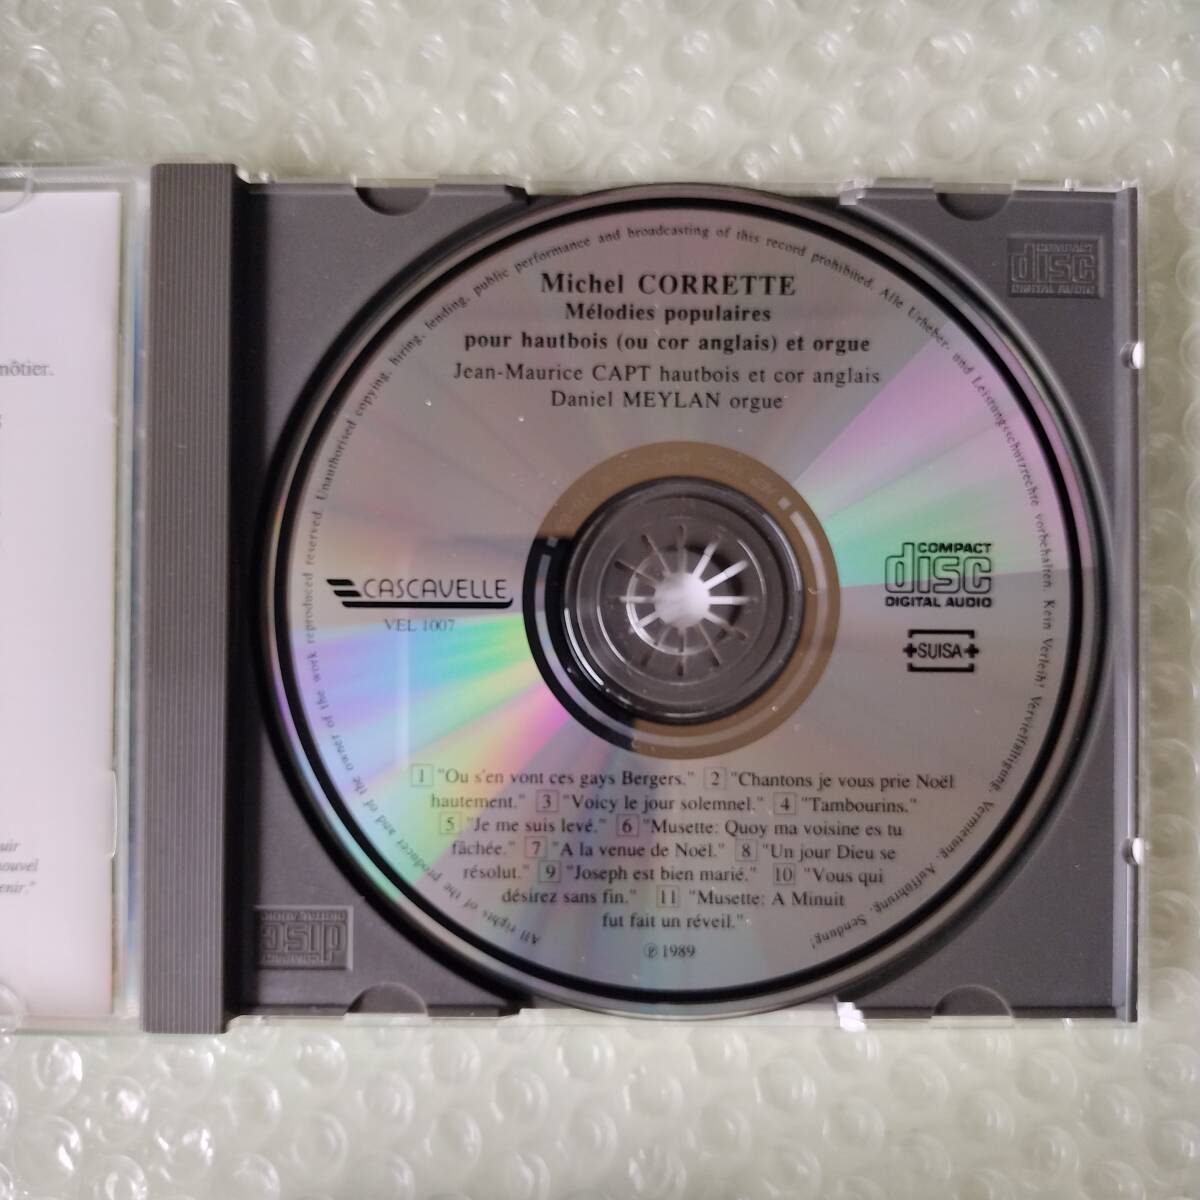 Michel CORRETTE
Mélodies populaires
pour hautbois (ou cor anglais) et orgue
Jean-Maurice CAPT hautbois et cor anglais
Daniel MEYLAN orgue
CASCAVELLE
VEL 1007
COMPACT
disc
DIGITAL AUDIO
SUISA
1 "Ou s'en vont ces gays Bergers." 2 "Chantons je vous prie Noël
hautement." 3 "Voicy le jour solemnel." 4 "Tambourins."
5 "Je me suis levé." 6 "Musette: Quoy ma voisine es tu
fâchée." 7 "A la venue de Noël." 8 "Un jour Dieu se
résolut." 9 "Joseph est bien marié." 10 "Vous qui
désirez sans fin." 11 "Musette: A Minuit
fut fait un réveil."
℗ 1989
All rights of the producer and of the owner of the work reproduced reserved. Unauthorised copying, hiring, lending, public performance and broadcasting of this record prohibited. Alle Urheber- und Leistungsschutzrechte vorbehalten. Kein Verleih! Vervielfältigung, Vermietung, Aufführung, Sendung!
COMPACT
disc
DIGITAL AUDIO
COMPACT
disc
DIGITAL AUDIO
môtier.
enir."